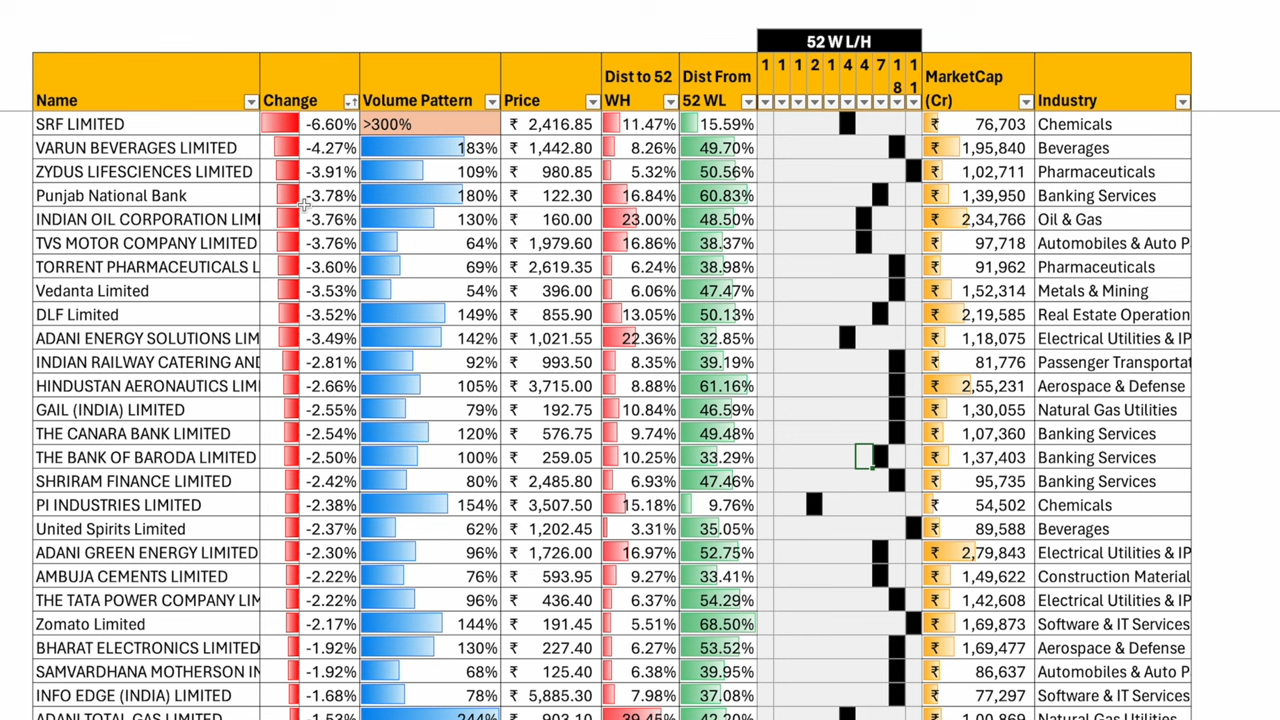 52 W L/H
Name Change Volume Pattern Price Dist to 52 WH Dist From 52 WL 1 1 1 2 1 4 4 7 18 11 MarketCap (Cr) Industry
SRF LIMITED -6.60% >300% ₹ 2,416.85 11.47% 15.59% ₹ 76,703 Chemicals
VARUN BEVERAGES LIMITED -4.27% 183% ₹ 1,442.80 8.26% 49.70% ₹ 1,95,840 Beverages
ZYDUS LIFESCIENCES LIMITED -3.91% 109% ₹ 980.85 5.32% 50.56% ₹ 1,02,711 Pharmaceuticals
Punjab National Bank -3.78% 180% ₹ 122.30 16.84% 60.83% ₹ 1,39,950 Banking Services
INDIAN OIL CORPORATION LIMI -3.76% 130% ₹ 160.00 23.00% 48.50% ₹ 2,34,766 Oil & Gas
TVS MOTOR COMPANY LIMITED -3.76% 64% ₹ 1,979.60 16.86% 38.37% ₹ 97,718 Automobiles & Auto P
TORRENT PHARMACEUTICALS L -3.60% 69% ₹ 2,619.35 6.24% 38.98% ₹ 91,962 Pharmaceuticals
Vedanta Limited -3.53% 54% ₹ 396.00 6.06% 47.47% ₹ 1,52,314 Metals & Mining
DLF Limited -3.52% 149% ₹ 855.90 13.05% 50.13% ₹ 2,19,585 Real Estate Operation
ADANI ENERGY SOLUTIONS LIM -3.49% 142% ₹ 1,021.55 22.36% 32.85% ₹ 1,18,075 Electrical Utilities & IP
INDIAN RAILWAY CATERING AND -2.81% 92% ₹ 993.50 8.35% 39.19% ₹ 81,776 Passenger Transportat
HINDUSTAN AERONAUTICS LIMI -2.66% 105% ₹ 3,715.00 8.88% 61.16% ₹ 2,55,231 Aerospace & Defense
GAIL (INDIA) LIMITED -2.55% 79% ₹ 192.75 10.84% 46.59% ₹ 1,30,055 Natural Gas Utilities
THE CANARA BANK LIMITED -2.54% 120% ₹ 576.75 9.74% 49.48% ₹ 1,07,360 Banking Services
THE BANK OF BARODA LIMITED -2.50% 100% ₹ 259.05 10.25% 33.29% ₹ 1,37,403 Banking Services
SHRIRAM FINANCE LIMITED -2.42% 80% ₹ 2,485.80 6.93% 47.46% ₹ 95,735 Banking Services
PI INDUSTRIES LIMITED -2.38% 154% ₹ 3,507.50 15.18% 9.76% ₹ 54,502 Chemicals
United Spirits Limited -2.37% 62% ₹ 1,202.45 3.31% 35.05% ₹ 89,588 Beverages
ADANI GREEN ENERGY LIMITED -2.30% 96% ₹ 1,726.00 16.97% 52.75% ₹ 2,79,843 Electrical Utilities & IP
AMBUJA CEMENTS LIMITED -2.22% 76% ₹ 593.95 9.27% 33.41% ₹ 1,49,622 Construction Material
THE TATA POWER COMPANY LIM -2.22% 96% ₹ 436.40 6.37% 54.29% ₹ 1,42,608 Electrical Utilities & IP
Zomato Limited -2.17% 144% ₹ 191.45 5.51% 68.50% ₹ 1,69,873 Software & IT Services
BHARAT ELECTRONICS LIMITED -1.92% 130% ₹ 227.40 6.27% 53.52% ₹ 1,69,477 Aerospace & Defense
SAMVARDHANA MOTHERSON IN -1.92% 68% ₹ 125.40 6.38% 39.95% ₹ 86,637 Automobiles & Auto P
INFO EDGE (INDIA) LIMITED -1.68% 78% ₹ 5,885.30 7.98% 37.08% ₹ 77,297 Software & IT Services
ADANI TOTAL GAS LIMITED -1.53% 244% ₹ 903.10 39.45% 42.20% ₹ 1,00,869 Natural Gas Utilities